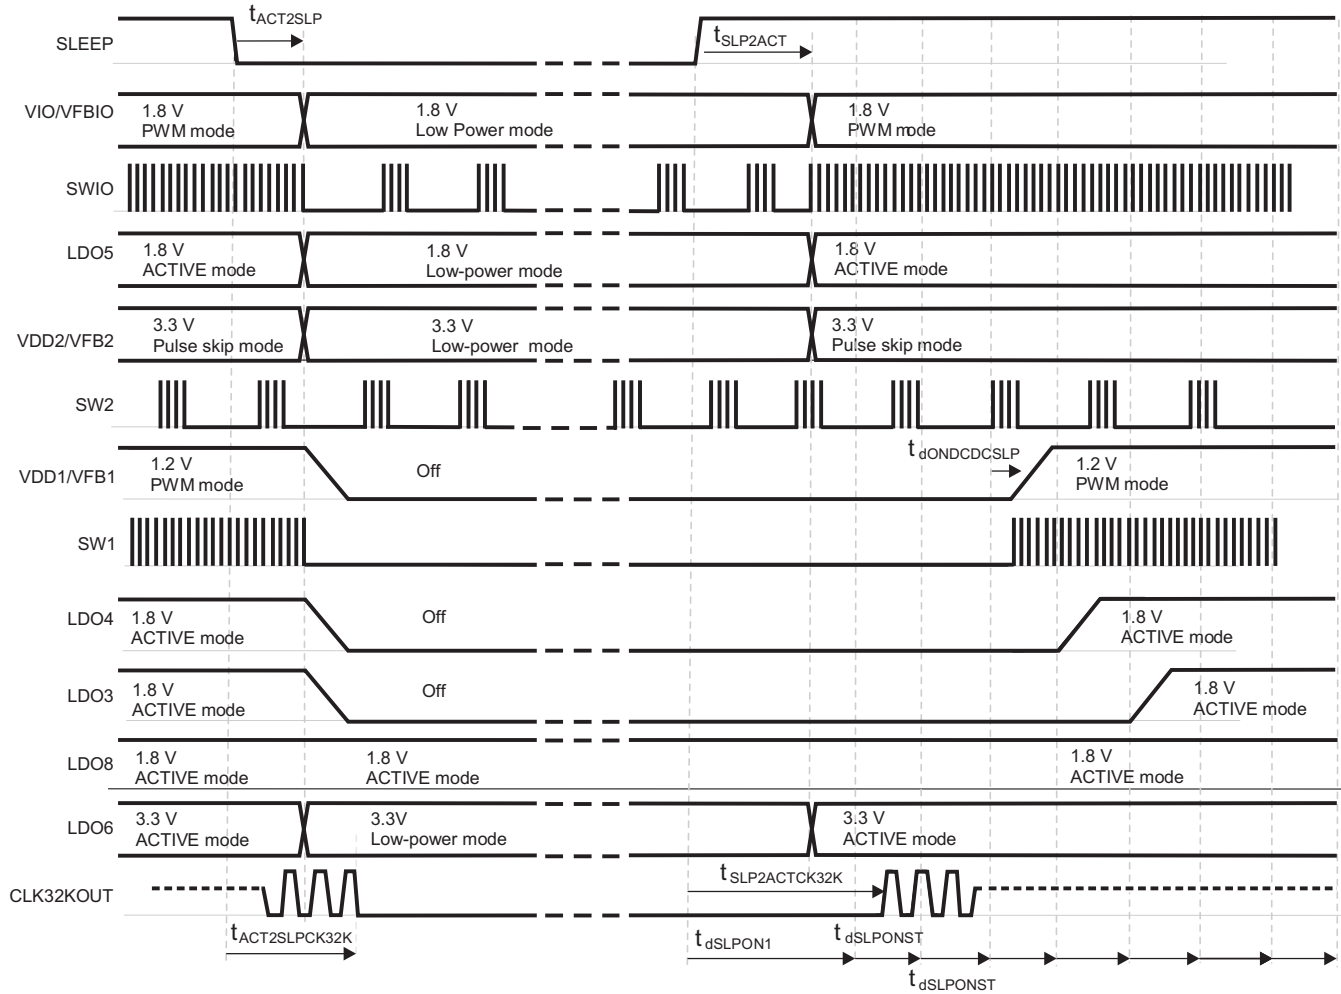 tACT2SLP
SLEEP
tSLP2ACT
VIO/VFBIO
1.8 V
PWM mode
1.8 V
Low Power mode
1.8 V
PWM mode
SWIO
LDO5
1.8 V
ACTIVE mode
1.8 V
Low-power mode
1.8 V
ACTIVE mode
VDD2/VFB2
3.3 V
Pulse skip mode
3.3 V
Low-power mode
3.3 V
Pulse skip mode
SW2
tdONDCDCSLP
VDD1/VFB1
1.2 V
PWM mode
Off
1.2 V
PWM mode
SW1
LDO4
1.8 V
ACTIVE mode
Off
1.8 V
ACTIVE mode
LDO3
1.8 V
ACTIVE mode
Off
1.8 V
ACTIVE mode
LDO8
1.8 V
ACTIVE mode
1.8 V
ACTIVE mode
1.8 V
ACTIVE mode
LDO6
3.3 V
ACTIVE mode
3.3V
Low-power mode
3.3 V
ACTIVE mode
CLK32KOUT
tSLP2ACTCK32K
tACT2SLPCK32K
tdSLPON1
tdSLPONST
tdSLPONST